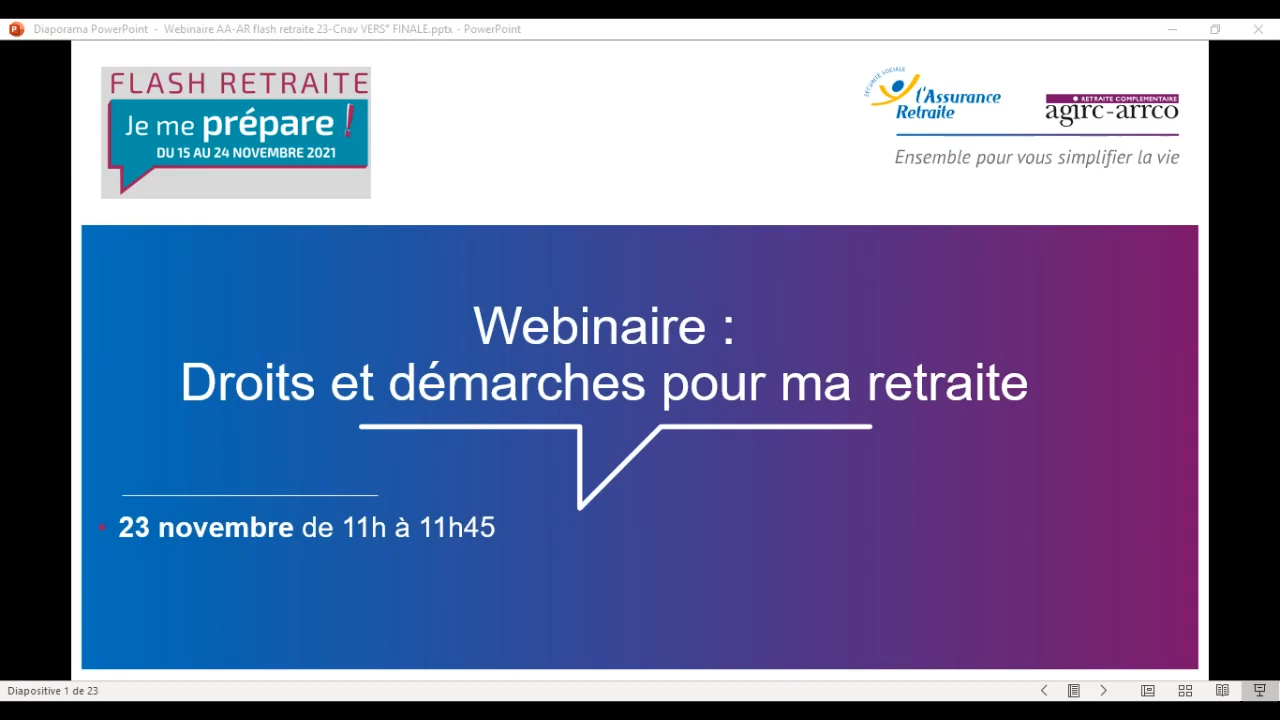 Diaporama PowerPoint - Webinaire AA-AR flash retraite 23-Cnav VERS° FINALE.pptx - PowerPoint
FLASH RETRAITE
Je me prépare !
DU 15 AU 24 NOVEMBRE 2021
SÉCURITÉ SOCIALE
l'Assurance
Retraite
RETRAITE COMPLÉMENTAIRE
agirc-arrco
Ensemble pour vous simplifier la vie
Webinaire :
Droits et démarches pour ma retraite
• 23 novembre de 11h à 11h45
Diapositive 1 de 23